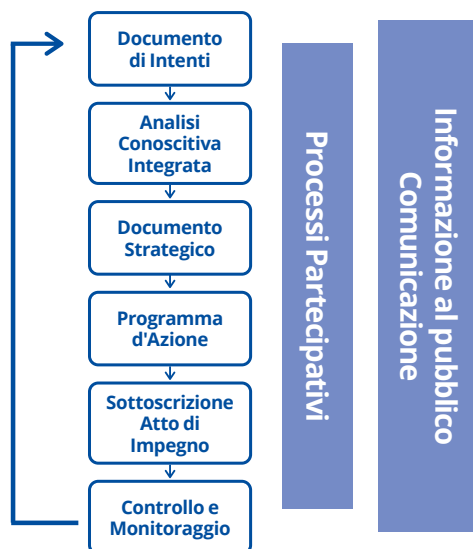 Documento
di Intenti
Analisi
Conoscitiva
Integrata
Documento
Strategico
Programma
d'Azione
Sottoscrizione
Atto di
Impegno
Controllo e
Monitoraggio
Processi Partecipativi
Informazione al pubblico
Comunicazione